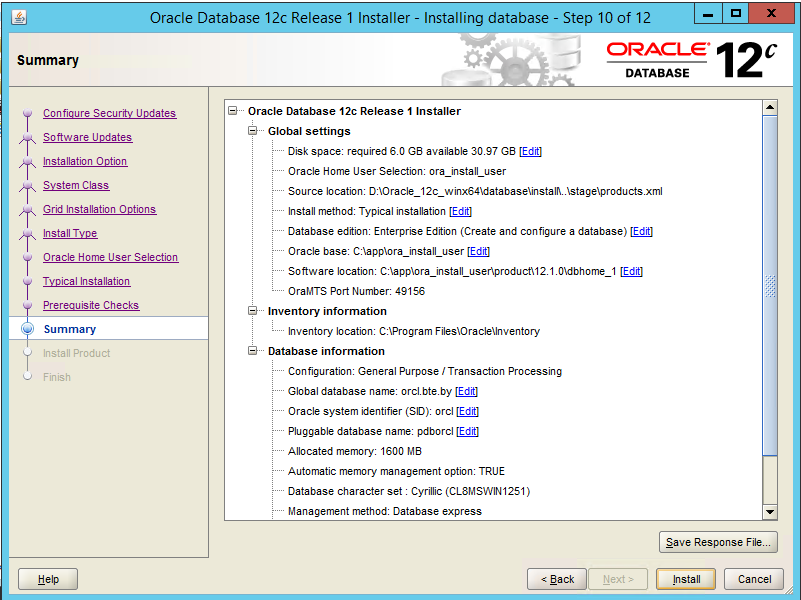 Oracle Database 12c Release 1 Installer - Installing database - Step 10 of 12
Summary
ORACLE
DATABASE
12c
Configure Security Updates
Software Updates
Installation Option
System Class
Grid Installation Options
Install Type
Oracle Home User Selection
Typical Installation
Prerequisite Checks
Summary
Install Product
Finish
Oracle Database 12c Release 1 Installer
Global settings
Disk space: required 6.0 GB available 30.97 GB [Edit]
Oracle Home User Selection: ora_install_user
Source location: D:\Oracle_12c_winx64\database\install\..\stage\products.xml
Install method: Typical installation [Edit]
Database edition: Enterprise Edition (Create and configure a database) [Edit]
Oracle base: C:\app\ora_install_user [Edit]
Software location: C:\app\ora_install_user\product\12.1.0\dbhome_1 [Edit]
OraMTS Port Number: 49156
Inventory information
Inventory location: C:\Program Files\Oracle\Inventory
Database information
Configuration: General Purpose / Transaction Processing
Global database name: orcl.bte.by [Edit]
Oracle system identifier (SID): orcl [Edit]
Pluggable database name: pdborcl [Edit]
Allocated memory: 1600 MB
Automatic memory management option: TRUE
Database character set : Cyrillic (CL8MSWIN1251)
Management method: Database express
Save Response File...
Help
< Back
Next >
Install
Cancel